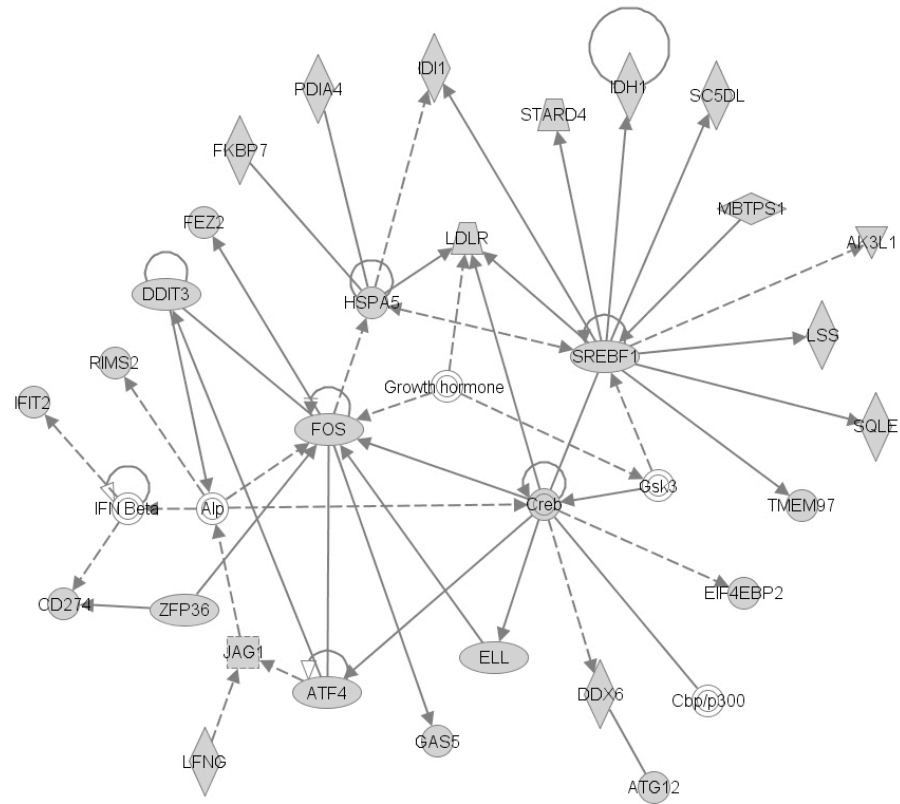 IDI1
PDIA4
IDH1
SC5DL
STARD4
FKBP7
MBTPS1
FEZ2
LDLR
AK3L1
DDIT3
HSPA5
LSS
SREBF1
RIMS2
Growth hormone
IFIT2
FOS
SQLE
Gsk3
IFN Beta
Alp
Creb
TMEM97
EIF4EBP2
CD274
ZFP36
JAG1
ELL
ATF4
DDX6
Cbp/p300
GAS5
LFNG
ATG12